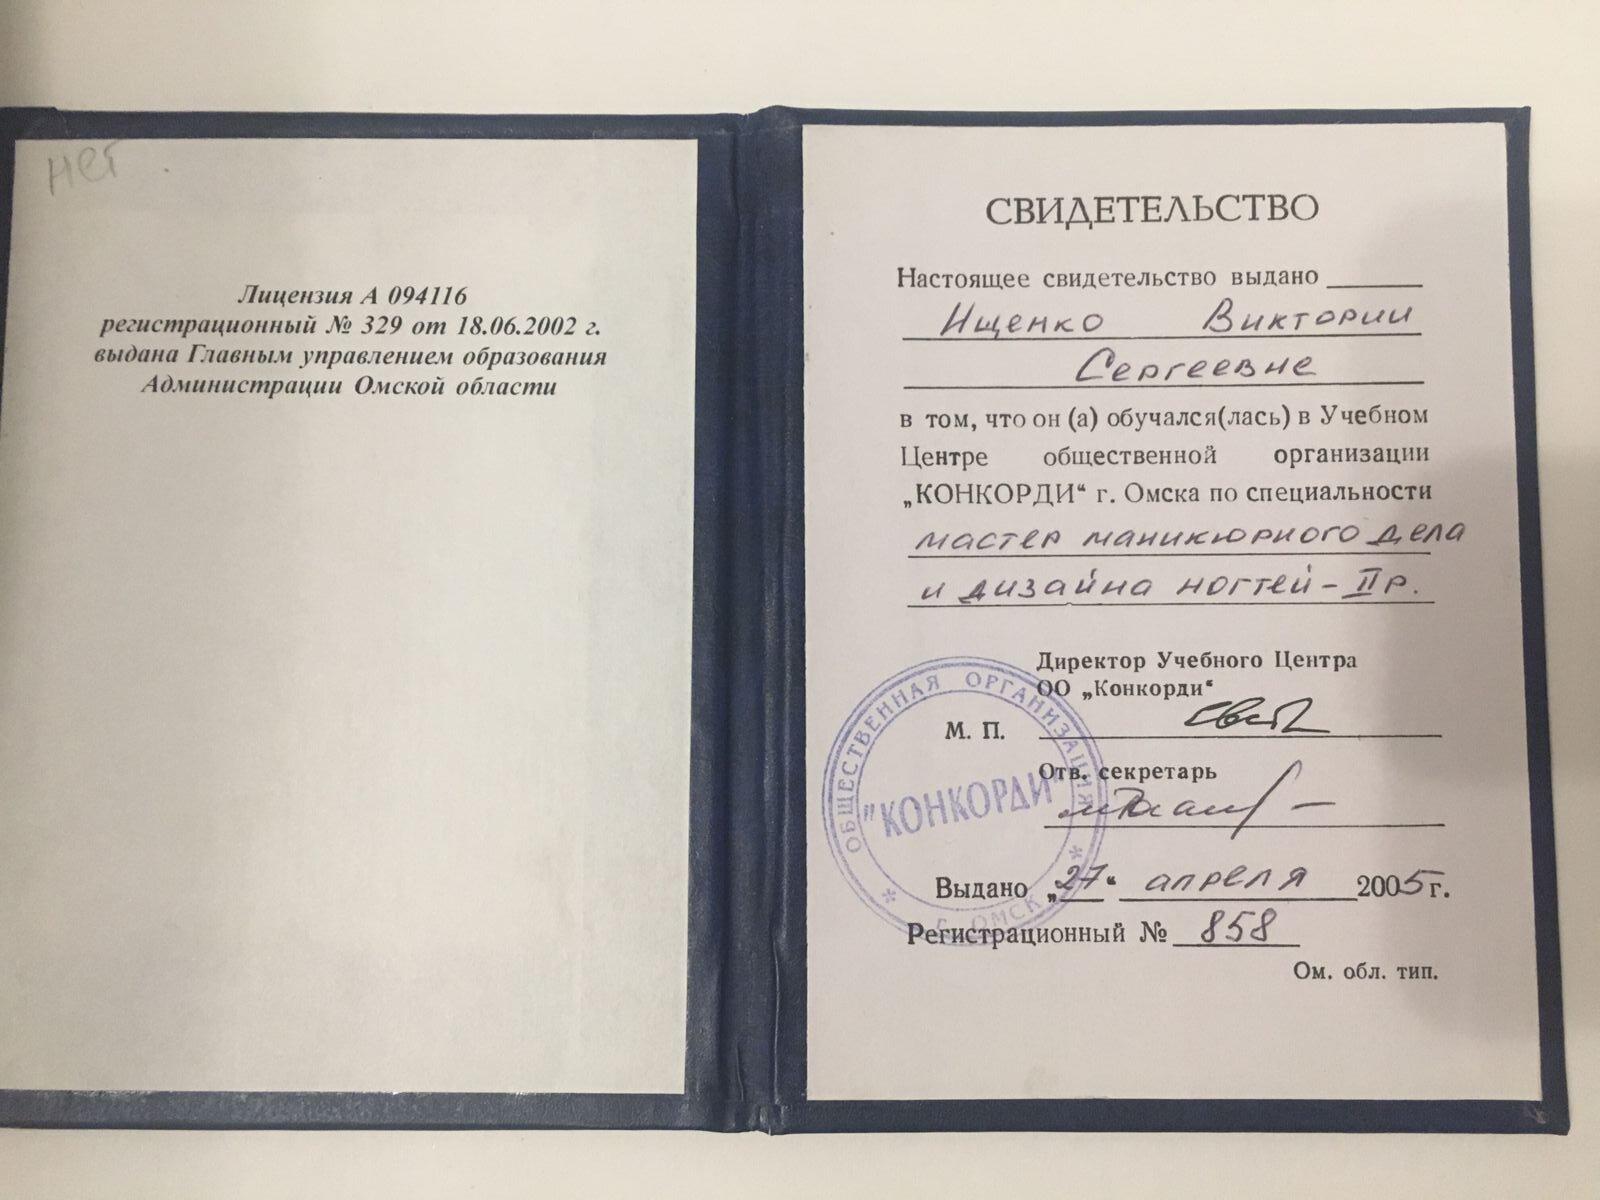 нет
Лицензия А 094116
регистрационный № 329 от 18.06.2002 г.
выдана Главным управлением образования
Администрации Омской области
СВИДЕТЕЛЬСТВО
Настоящее свидетельство выдано
Ищенко Виктории
Сергеевне
в том, что он (а) обучался(лась) в Учебном
Центре общественной организации
„КОНКОРДИ“ г. Омска по специальности
мастер маникюрного дела
и дизайна ногтей - II р.
Директор Учебного Центра
ОО „Конкорди“
М. П.
Отв. секретарь
ОБЩЕСТВЕННАЯ ОРГАНИЗАЦИЯ
"КОНКОРДИ"
* Г. ОМСК *
Выдано „27“ апреля 2005 г.
Регистрационный № 858
Ом. обл. тип.